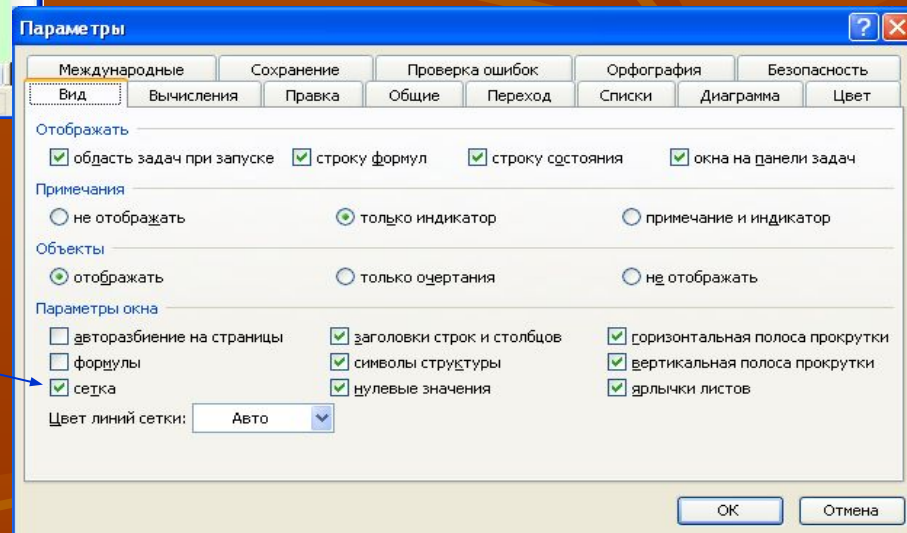 Параметры
Международные Сохранение Проверка ошибок Орфография Безопасность
Вид Вычисления Правка Общие Переход Списки Диаграмма Цвет
Отображать
область задач при запуске строку формул строку состояния окна на панели задач
Примечания
не отображать только индикатор примечание и индикатор
Объекты
отображать только очертания не отображать
Параметры окна
авторазбиение на страницы заголовки строк и столбцов горизонтальная полоса прокрутки
формулы символы структуры вертикальная полоса прокрутки
сетка нулевые значения ярлычки листов
Цвет линий сетки: Авто
ОК Отмена